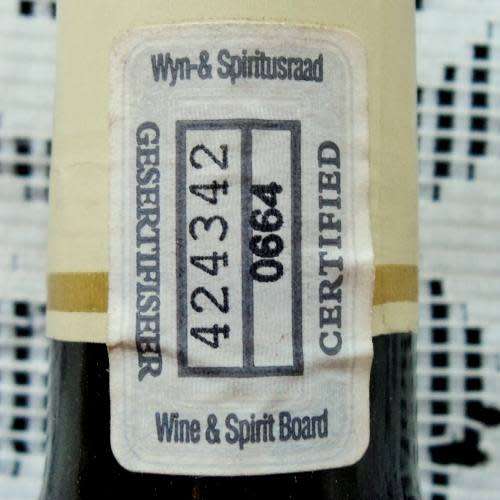 Wyn-& Spiritusraad
GESERTIFISEER
424342
0664
CERTIFIED
Wine & Spirit Board